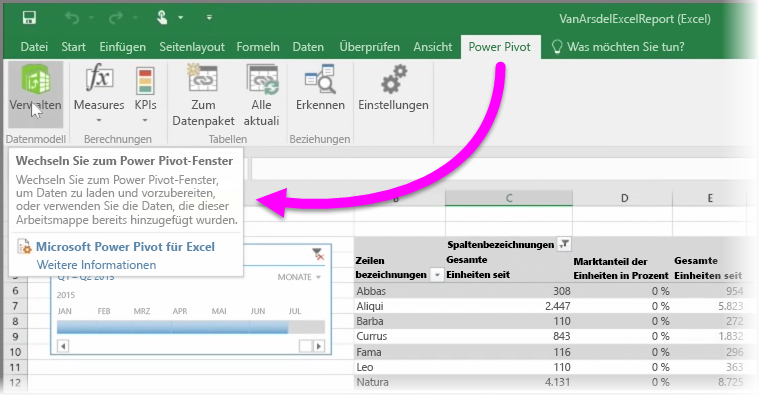 VanArsdelExcelReport (Excel)
Datei Start Einfügen Seitenlayout Formeln Daten Überprüfen Ansicht Power Pivot Was möchten Sie tun?
Verwalten Measures KPIs Zum Datenpaket Alle aktuali Erkennen Einstellungen
Datenmodell Berechnungen Tabellen Beziehungen
Wechseln Sie zum Power Pivot-Fenster
Wechseln Sie zum Power Pivot-Fenster,
um Daten zu laden und vorzubereiten,
oder verwenden Sie die Daten, die dieser
Arbeitsmappe bereits hinzugefügt wurden.
Microsoft Power Pivot für Excel
Weitere Informationen
C D E
Q1 – Q2 2015 MONATE
2015
JAN FEB MRZ APR MAI JUN JUL
Spaltenbezeichnungen
Zeilen Gesamte Marktanteil der Gesamte
bezeichnungen Einheiten seit Einheiten in Prozent Einheiten seit
6 Abbas 308 0 % 954
7 Aliqui 2.447 0 % 5.823
8 Barba 110 0 % 272
9 Currus 843 0 % 1.832
10 Fama 116 0 % 296
11 Leo 110 0 % 363
12 Natura 4.131 0 % 8.725